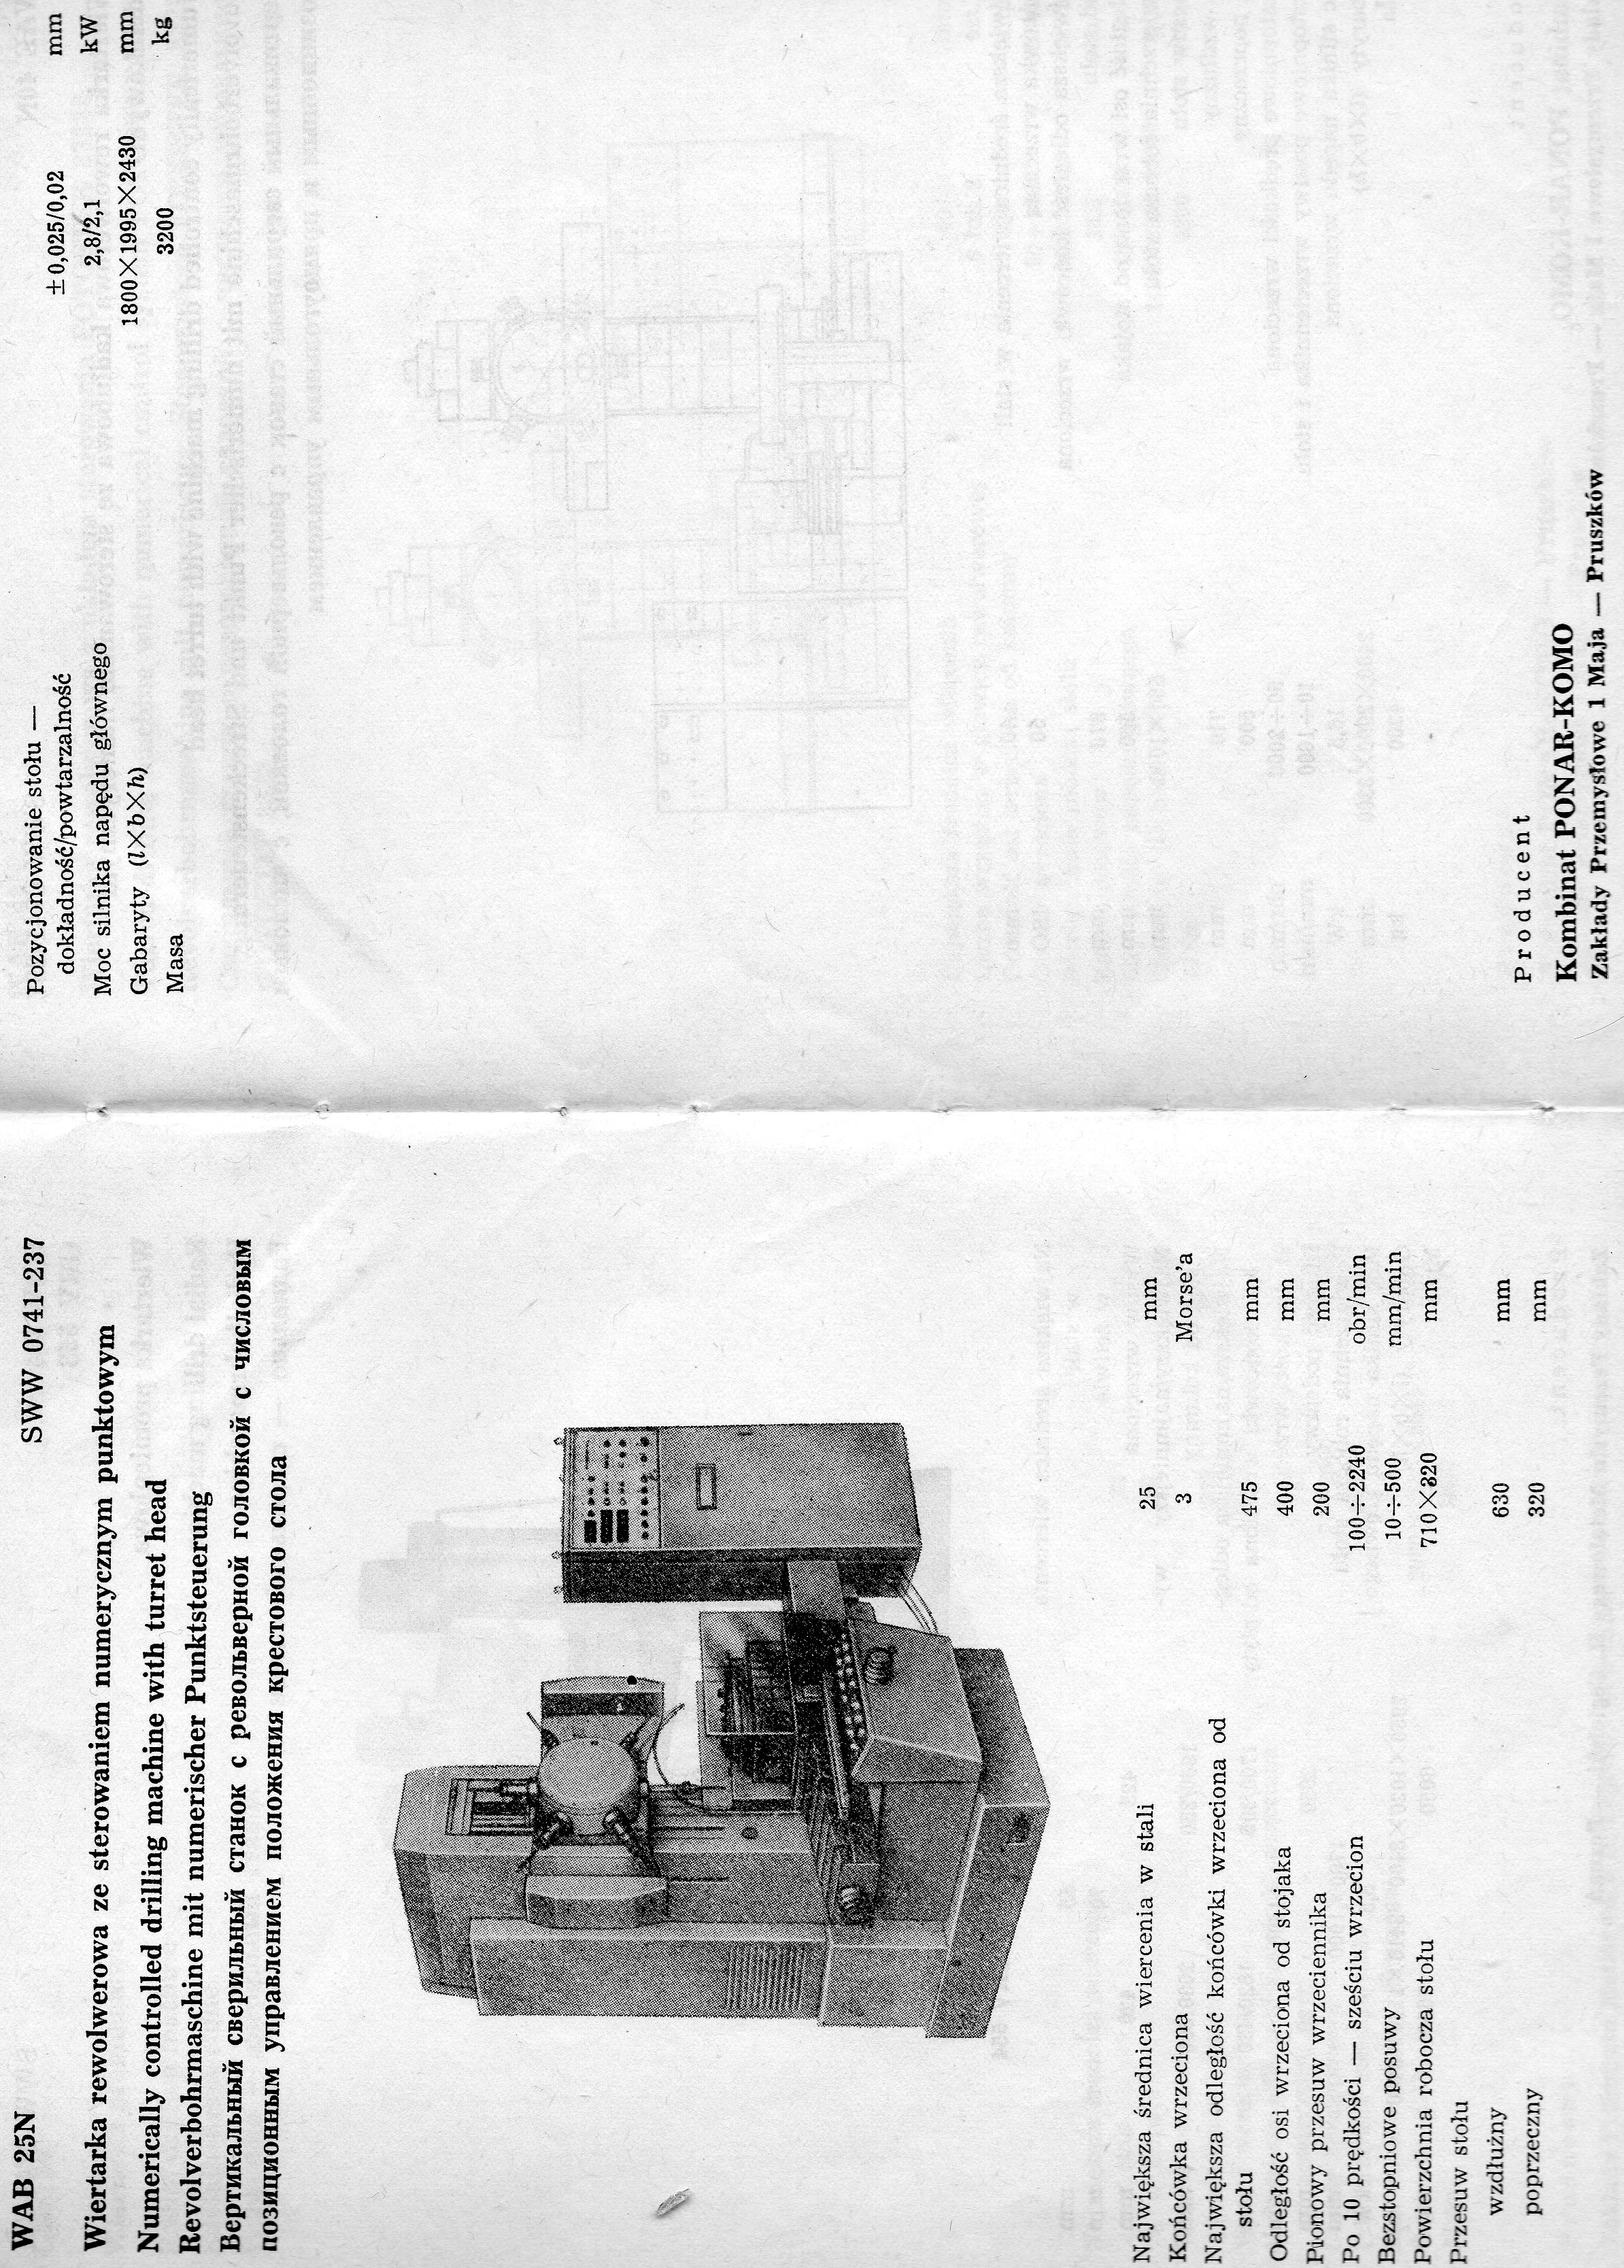 WAB 25N
SWW 0741-237
Wiertarka rewolwerowa ze sterowaniem numerycznym punktowym
Numerically controlled drilling machine with turret head
Revolverbohrmaschine mit numerischer Punktsteuerung
Вертикальный сверильный станок с револьверной головкой с числовым
позиционным управлением положения крестового стола
Największa średnica wiercenia w stali 25 mm
Końcówka wrzeciona 3 Morse'a
Największa odległość końcówki wrzeciona od
stołu 475 mm
Odległość osi wrzeciona od stojaka 400 mm
Pionowy przesuw wrzeciennika 200 mm
Po 10 prędkości — sześciu wrzecion 100÷2240 obr/min
Bezstopniowe posuwy 10÷500 mm/min
Powierzchnia robocza stołu 710×320 mm
Przesuw stołu
wzdłużny 630 mm
poprzeczny 320 mm
Pozycjonowanie stołu —
dokładność/powtarzalność ±0,025/0,02 mm
Moc silnika napędu głównego 2,8/2,1 kW
Gabaryty (l×b×h) 1800×1995×2430 mm
Masa 3200 kg
Producent
Kombinat PONAR-KOMO
Zakłady Przemysłowe 1 Maja — Pruszków